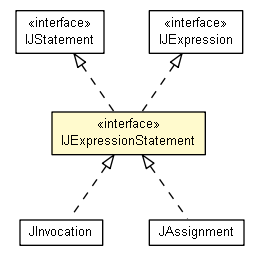 «interface»
IJStatement
«interface»
IJExpression
«interface»
IJExpressionStatement
JInvocation
JAssignment